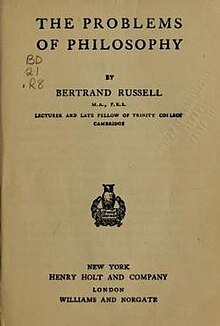 THE PROBLEMS
OF PHILOSOPHY
BD
21
.R8
BY
BERTRAND RUSSELL
M.A., F.R.S.
LECTURER AND LATE FELLOW OF TRINITY COLLEGE
CAMBRIDGE
NEW YORK
HENRY HOLT AND COMPANY
LONDON
WILLIAMS AND NORGATE